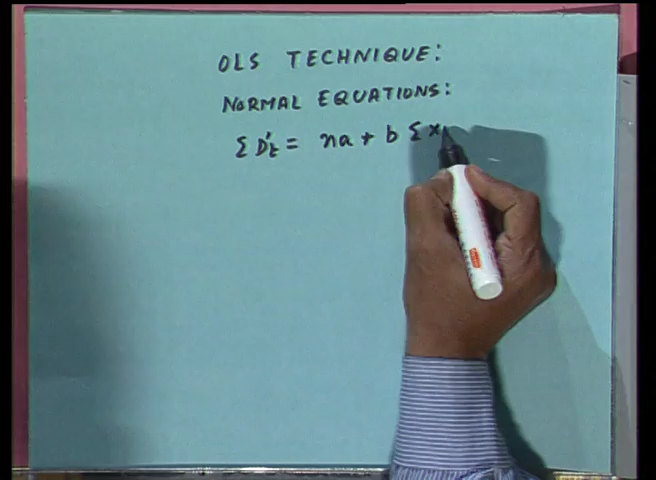 OLS TECHNIQUE:
NORMAL EQUATIONS:
Σ D't = na + b Σ x